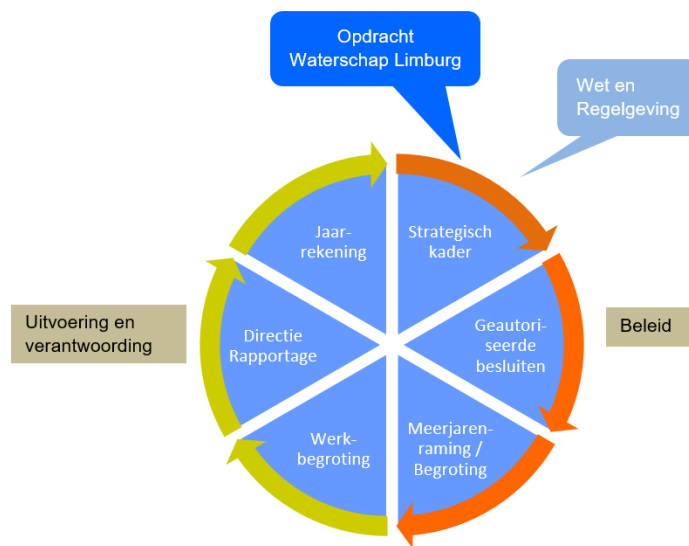 Opdracht
Waterschap Limburg
Wet en
Regelgeving
Jaar-
rekening
Strategisch
kader
Uitvoering en
verantwoording
Directie
Rapportage
Geautori-
seerde
besluiten
Beleid
Werk-
begroting
Meerjaren-
raming /
Begroting